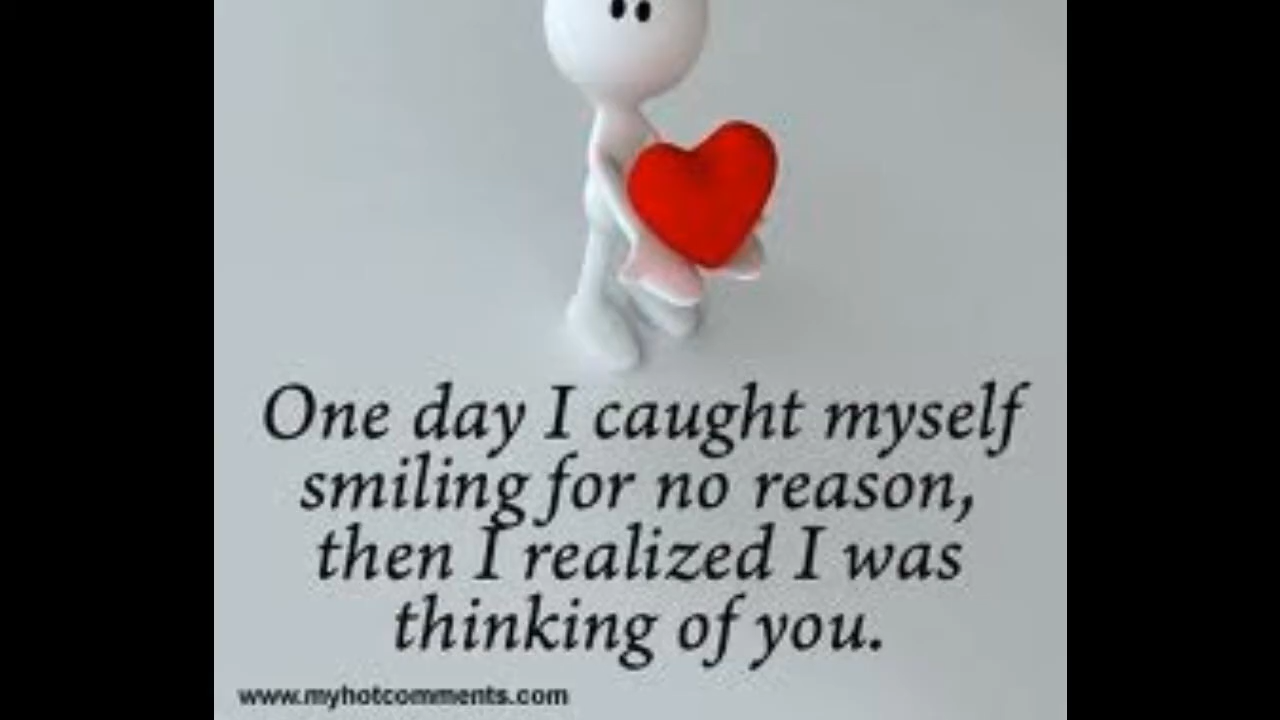 One day I caught myself
smiling for no reason,
then I realized I was
thinking of you.
www.myhotcomments.com